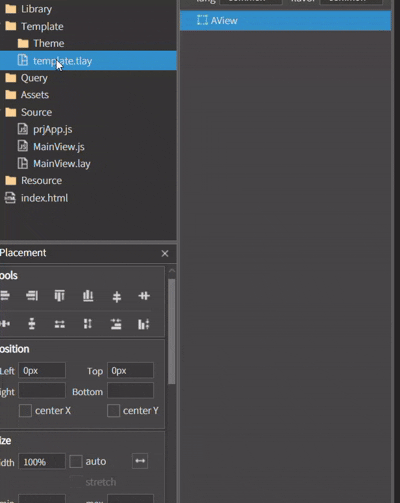 Library
Template
Theme
template.tlay
Query
Assets
Source
prjApp.js
MainView.js
MainView.lay
Resource
index.html
AView
Placement
ools
osition
Left 0px Top 0px
ight Bottom
center X center Y
ize
idth 100% auto
stretch